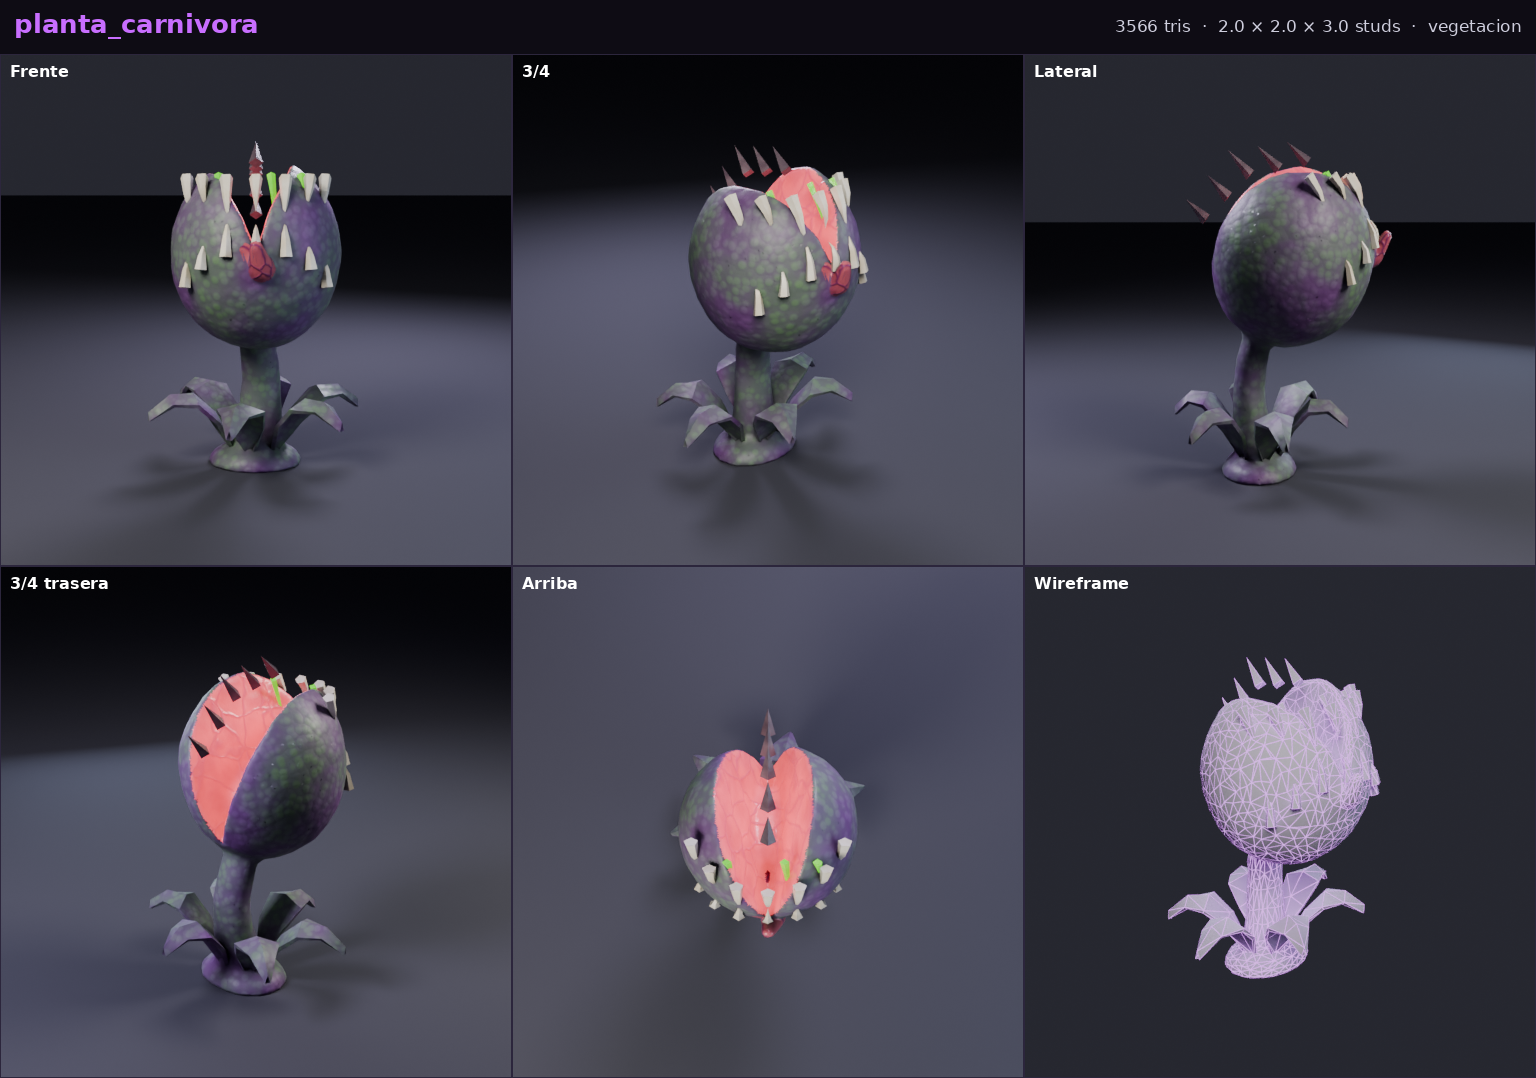 planta_carnivora
3566 tris · 2.0 × 2.0 × 3.0 studs · vegetacion
Frente
3/4
Lateral
3/4 trasera
Arriba
Wireframe